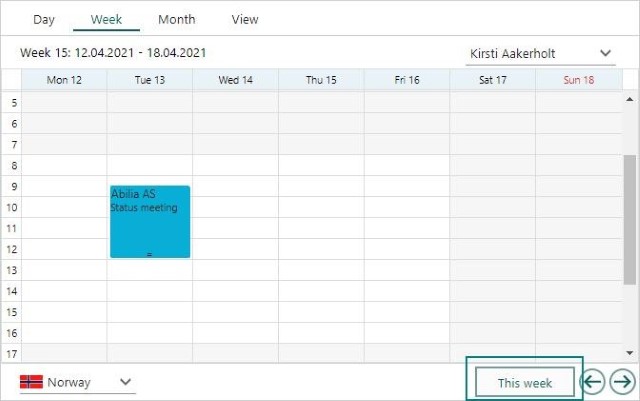 Day Week Month View
Week 15: 12.04.2021 - 18.04.2021 Kirsti Aakerholt
Mon 12 Tue 13 Wed 14 Thu 15 Fri 16 Sat 17 Sun 18
5
6
7
8
9
Abilia AS
10
Status meeting
11
12
13
14
15
16
17
Norway This week